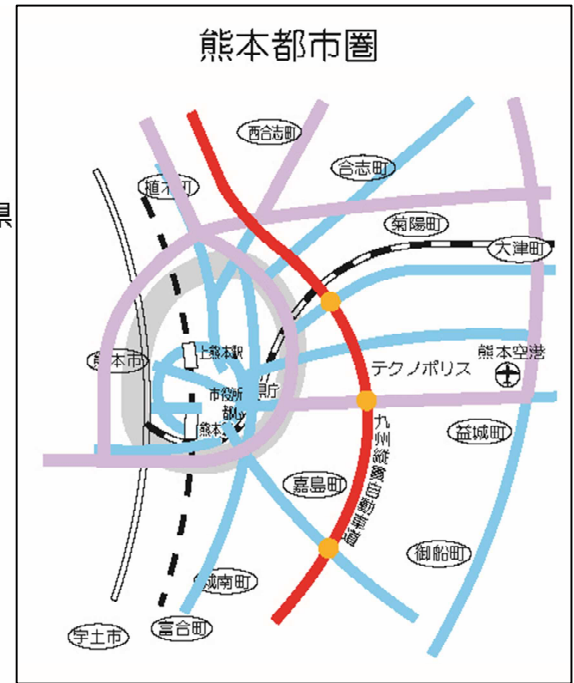 熊本都市圏
県
西合志町
合志町
植木町
菊陽町
大津町
上熊本駅
熊本市
テクノポリス
熊本空港
市役所
県庁
益城町
九州縦貫自動車道
嘉島町
御船町
城南町
富合町
宇土市